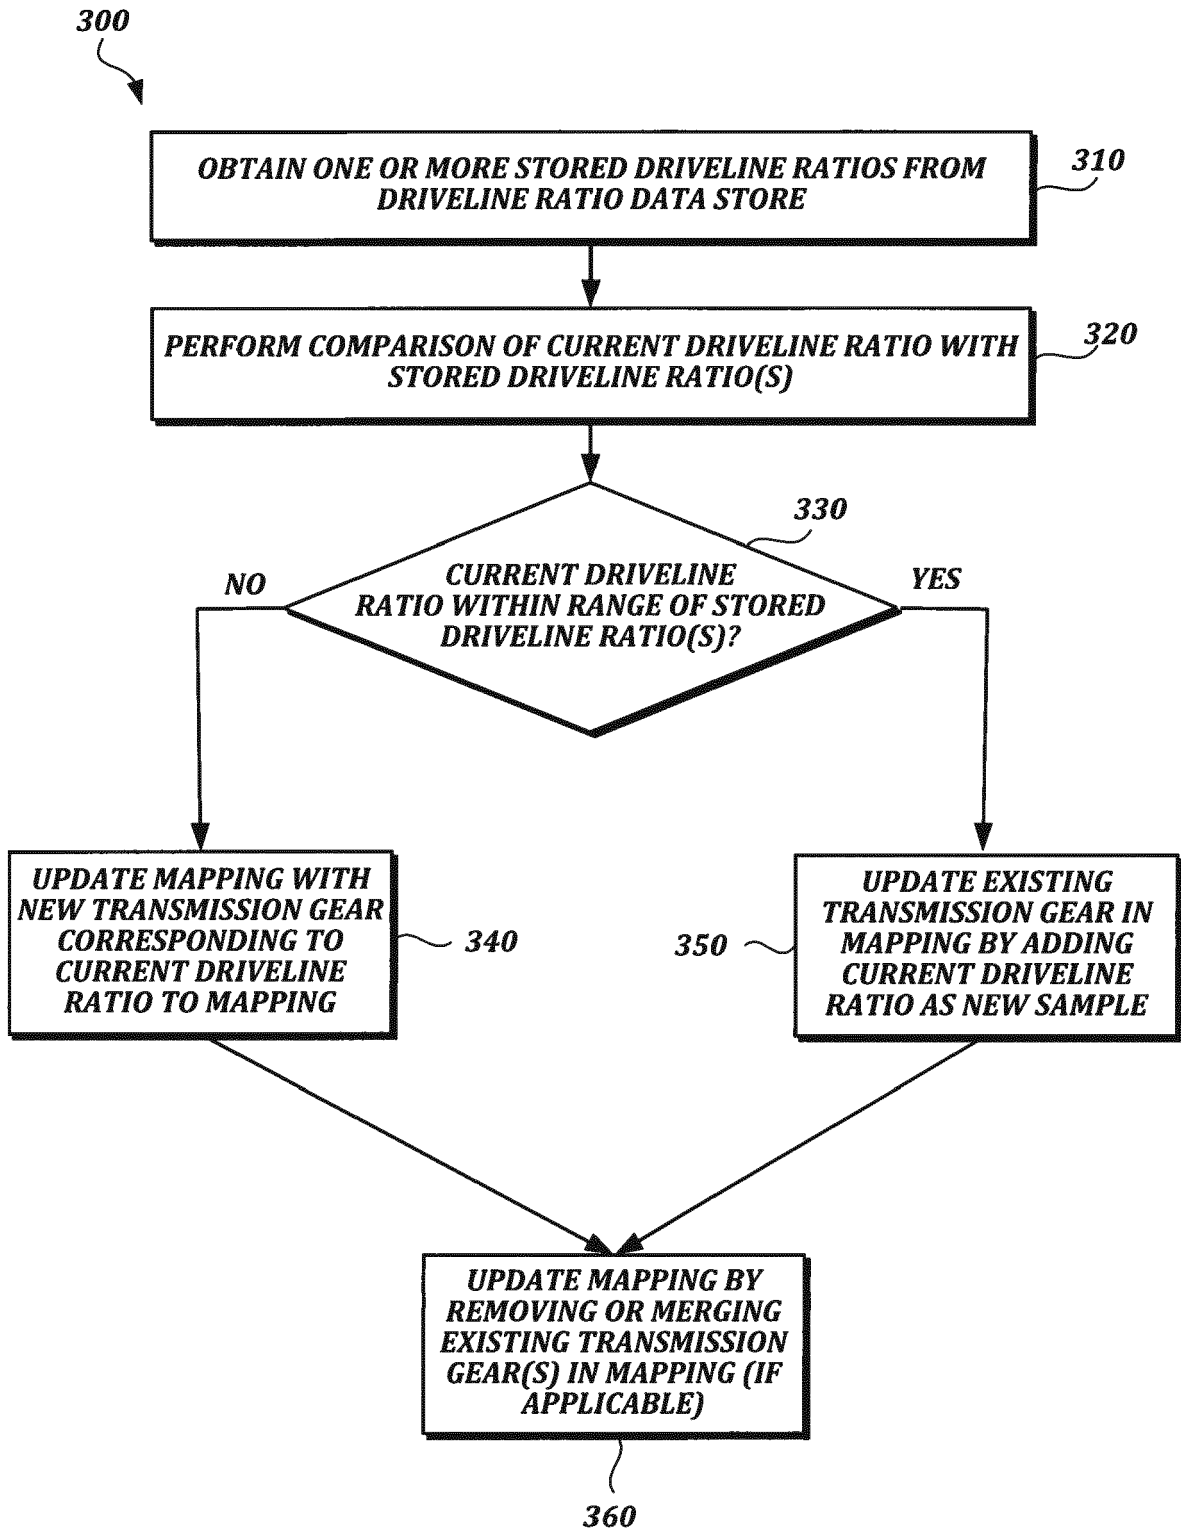 300
OBTAIN ONE OR MORE STORED DRIVELINE RATIOS FROM
DRIVELINE RATIO DATA STORE
310
PERFORM COMPARISON OF CURRENT DRIVELINE RATIO WITH
STORED DRIVELINE RATIO(S)
320
330
CURRENT DRIVELINE
RATIO WITHIN RANGE OF STORED
DRIVELINE RATIO(S)?
NO
YES
UPDATE MAPPING WITH
NEW TRANSMISSION GEAR
CORRESPONDING TO
CURRENT DRIVELINE
RATIO TO MAPPING
340
350
UPDATE EXISTING
TRANSMISSION GEAR IN
MAPPING BY ADDING
CURRENT DRIVELINE
RATIO AS NEW SAMPLE
UPDATE MAPPING BY
REMOVING OR MERGING
EXISTING TRANSMISSION
GEAR(S) IN MAPPING (IF
APPLICABLE)
360